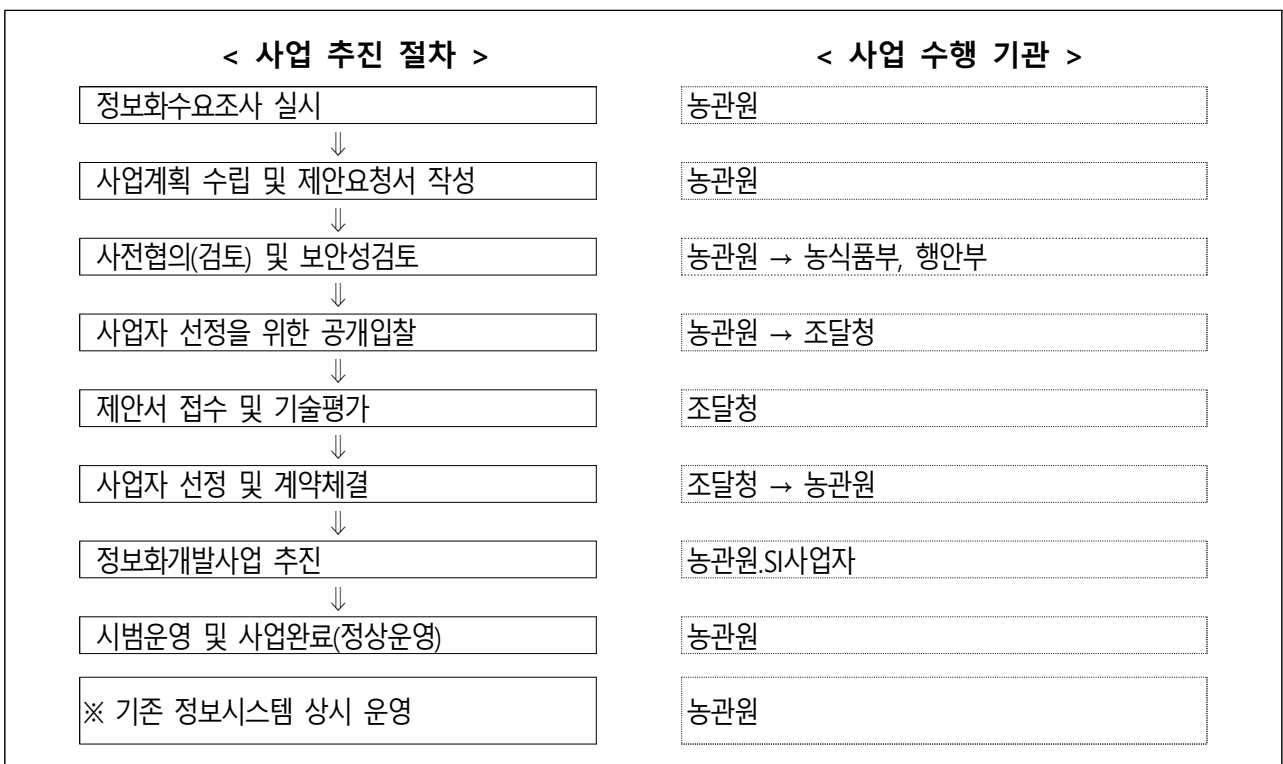 < 사업 추진 절차 > < 사업 수행 기관 >
정보화수요조사 실시 농관원
⇓
사업계획 수립 및 제안요청서 작성 농관원
⇓
사전협의(검토) 및 보안성검토 농관원 → 농식품부, 행안부
⇓
사업자 선정을 위한 공개입찰 농관원 → 조달청
⇓
제안서 접수 및 기술평가 조달청
⇓
사업자 선정 및 계약체결 조달청 → 농관원
⇓
정보화개발사업 추진 농관원.SI사업자
⇓
시범운영 및 사업완료(정상운영) 농관원
※ 기존 정보시스템 상시 운영 농관원